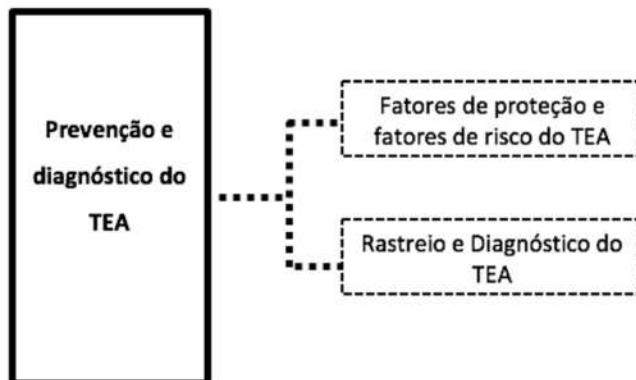 Prevenção e
diagnóstico do
TEA
Fatores de proteção e
fatores de risco do TEA
Rastreio e Diagnóstico do
TEA